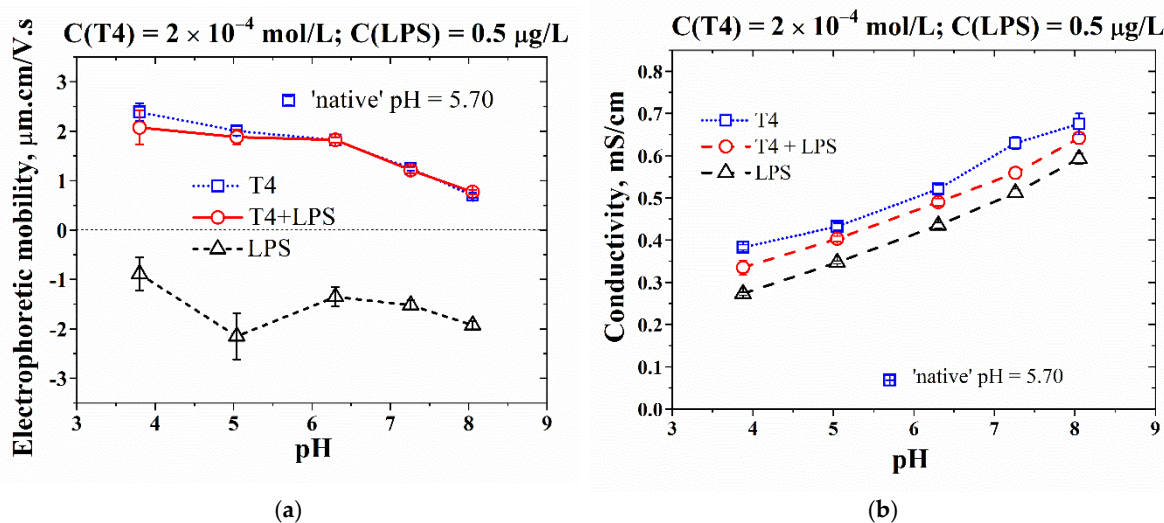 C(T4) = 2 × 10⁻⁴ mol/L; C(LPS) = 0.5 μg/L
Electrophoretic mobility, μm.cm/V.s
3
2
1
0
-1
-2
-3
'native' pH = 5.70
T4
T4+LPS
LPS
3 4 5 6 7 8 9
pH
(a)
C(T4) = 2 × 10⁻⁴ mol/L; C(LPS) = 0.5 μg/L
Conductivity, mS/cm
0.8
0.7
0.6
0.5
0.4
0.3
0.2
0.1
0.0
T4
T4 + LPS
LPS
'native' pH = 5.70
3 4 5 6 7 8 9
pH
(b)